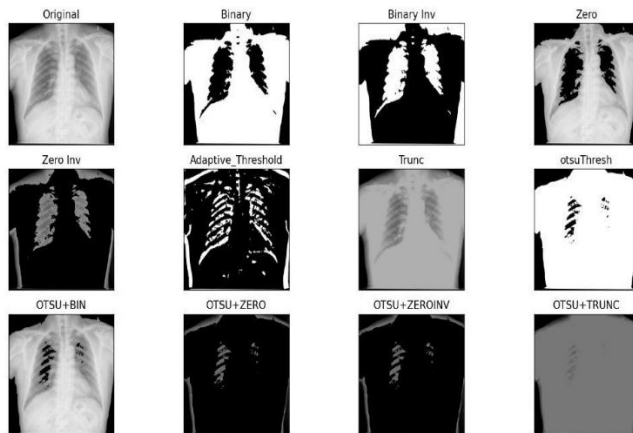 Original Binary Binary Inv Zero
Zero Inv Adaptive_Threshold Trunc otsuThresh
OTSU+BIN OTSU+ZERO OTSU+ZEROINV OTSU+TRUNC